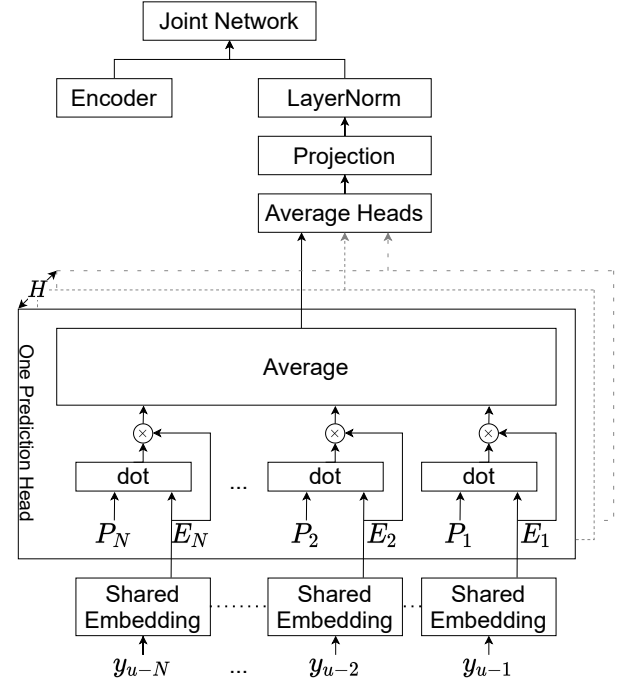 Joint Network
Encoder
LayerNorm
Projection
Average Heads
H
One Prediction Head
Average
× × ×
dot ... dot dot
P_N E_N P_2 E_2 P_1 E_1
Shared Embedding
Shared Embedding
Shared Embedding
y_{u-N} ... y_{u-2} y_{u-1}